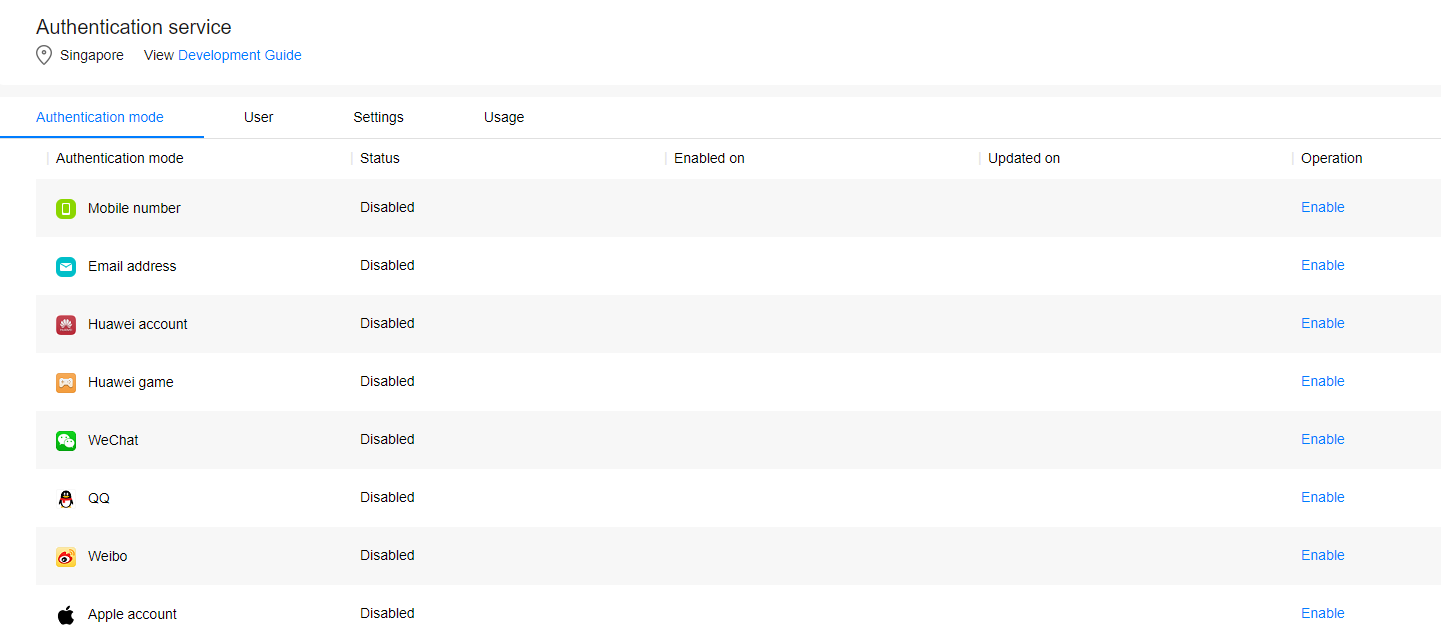 Authentication service
Singapore View Development Guide
Authentication mode User Settings Usage
Authentication mode Status Enabled on Updated on Operation
Mobile number Disabled Enable
Email address Disabled Enable
Huawei account Disabled Enable
Huawei game Disabled Enable
WeChat Disabled Enable
QQ Disabled Enable
Weibo Disabled Enable
Apple account Disabled Enable